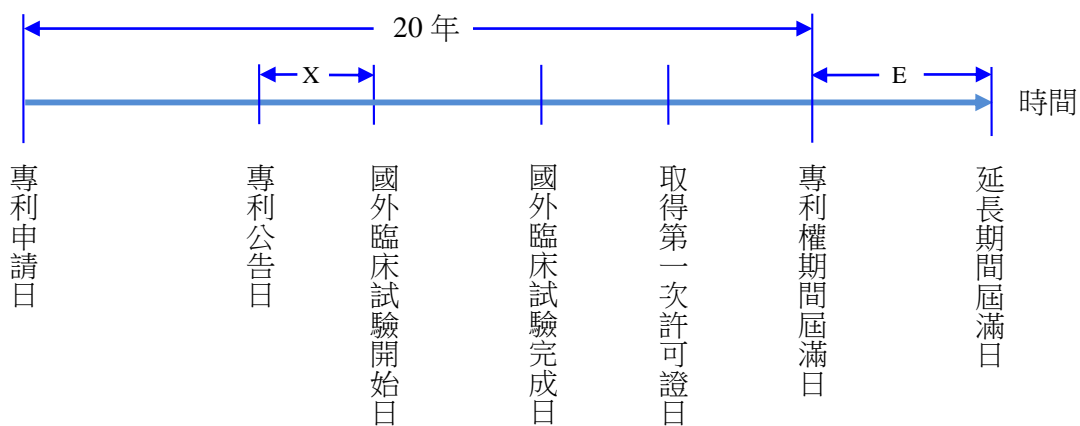 20 年
X
E
時間
專利申請日
專利公告日
國外臨床試驗開始日
國外臨床試驗完成日
取得第一次許可證日
專利權期間屆滿日
延長期間屆滿日